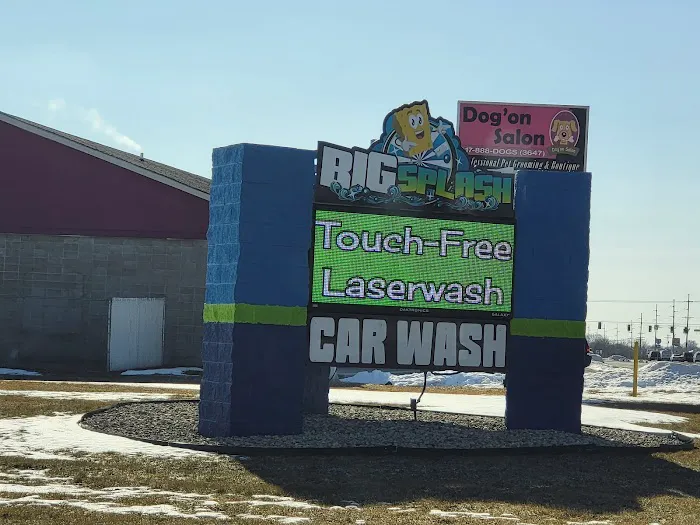 Dog'on
Salon
17-888-DOGS (3647)
fessional Pet Grooming & Boutique
BIG SPLASH
Touch-Free
Laserwash
CAR WASH